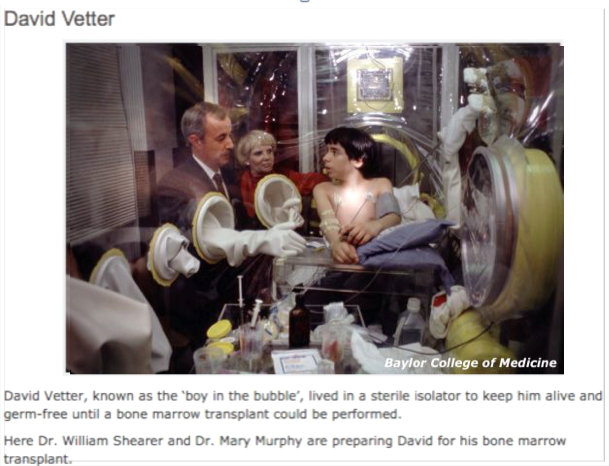 David Vetter
Baylor College of Medicine
David Vetter, known as the ‘boy in the bubble’, lived in a sterile isolator to keep him alive and
germ-free until a bone marrow transplant could be performed.
Here Dr. William Shearer and Dr. Mary Murphy are preparing David for his bone marrow
transplant.